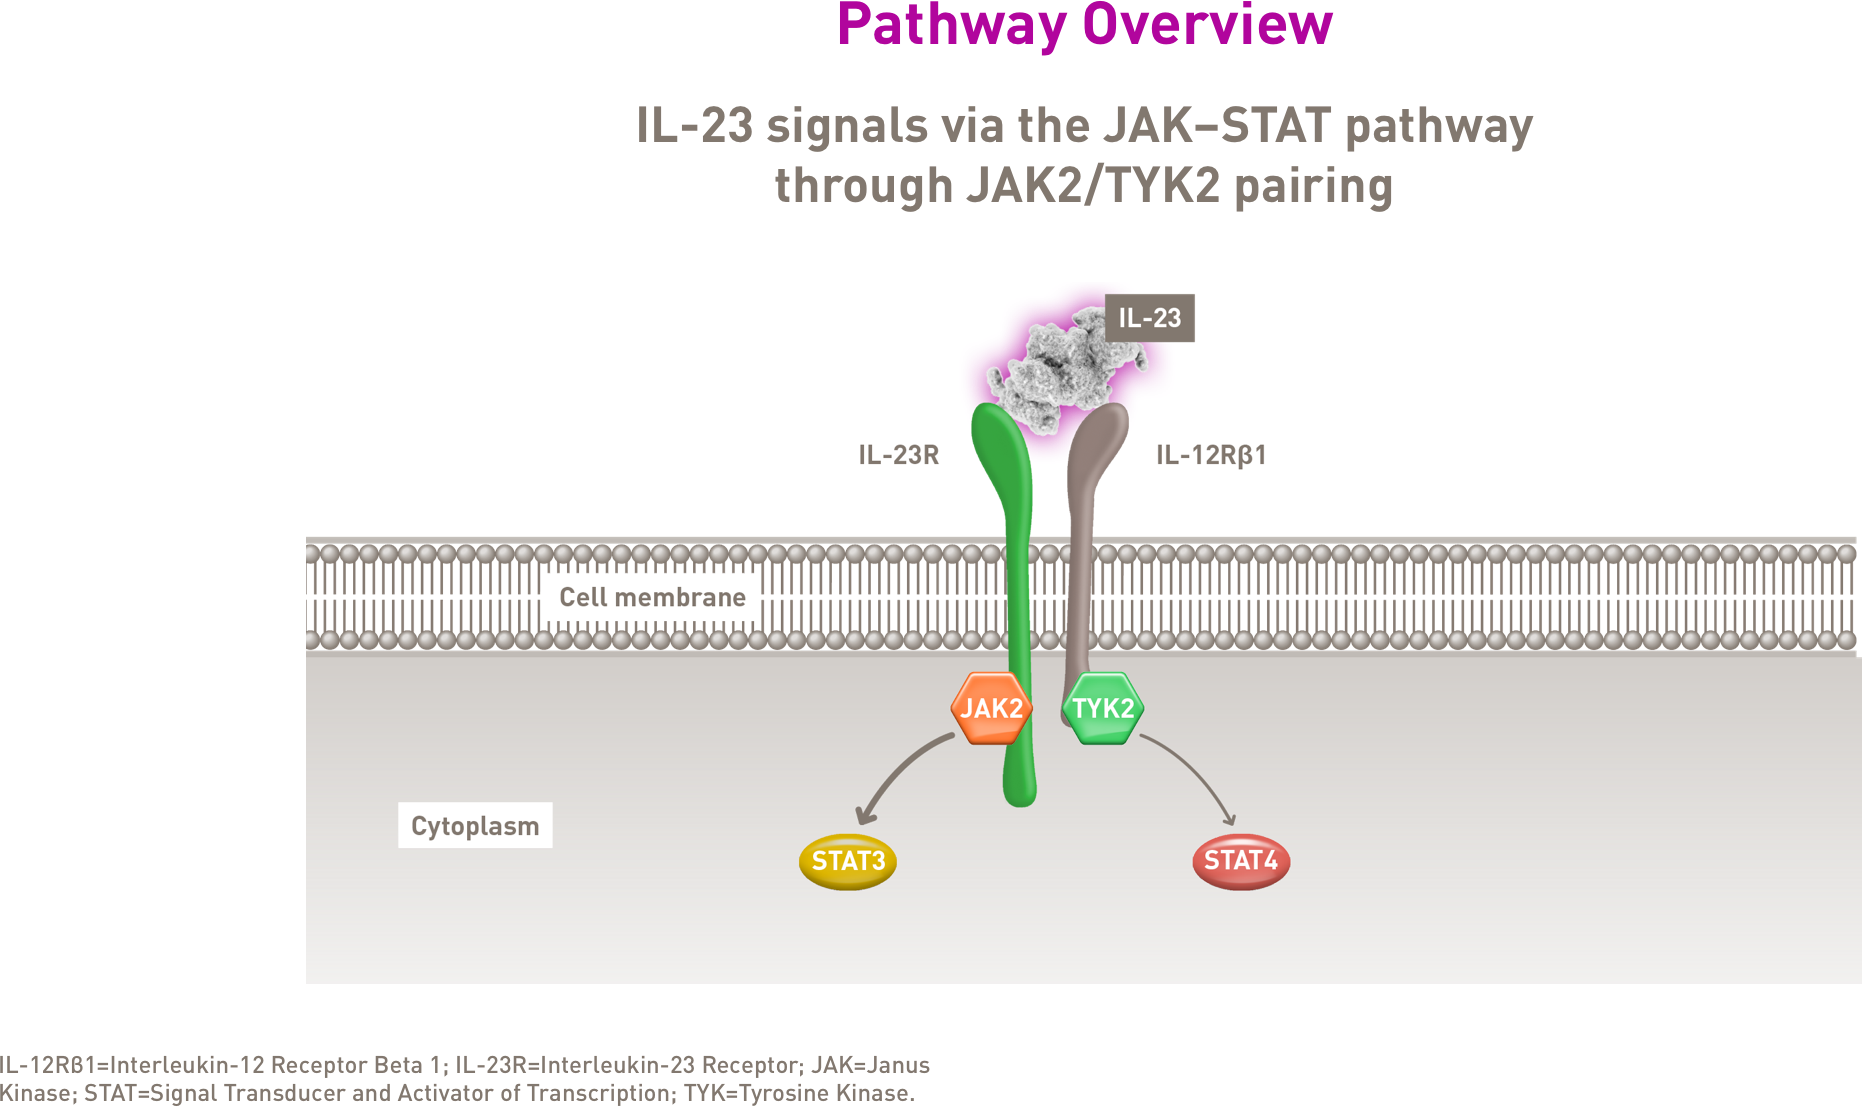 Pathway Overview
IL-23 signals via the JAK–STAT pathway
through JAK2/TYK2 pairing
IL-23
IL-23R
IL-12Rβ1
Cell membrane
JAK2
TYK2
Cytoplasm
STAT3
STAT4
IL-12Rß1=Interleukin-12 Receptor Beta 1; IL-23R=Interleukin-23 Receptor; JAK=Janus
Kinase; STAT=Signal Transducer and Activator of Transcription; TYK=Tyrosine Kinase.